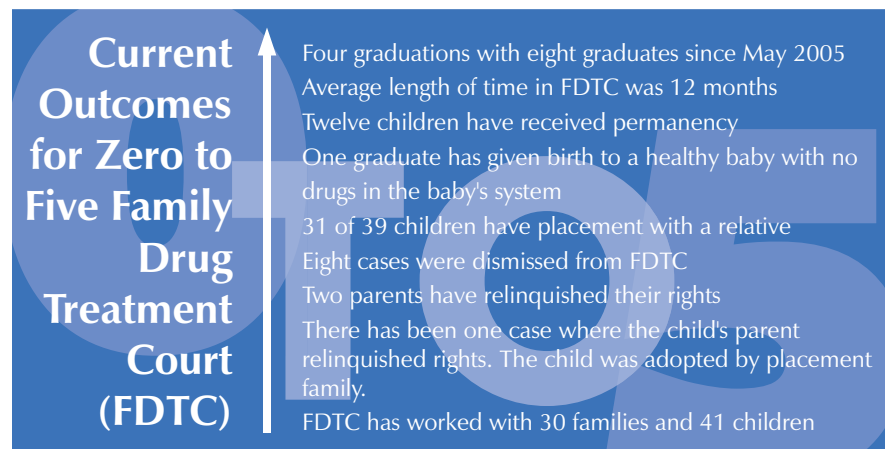 Current
Outcomes
for Zero to
Five Family
Drug
Treatment
Court
(FDTC)
Four graduations with eight graduates since May 2005
Average length of time in FDTC was 12 months
Twelve children have received permanency
One graduate has given birth to a healthy baby with no
drugs in the baby's system
31 of 39 children have placement with a relative
Eight cases were dismissed from FDTC
Two parents have relinquished their rights
There has been one case where the child's parent
relinquished rights. The child was adopted by placement
family.
FDTC has worked with 30 families and 41 children
0 TO 5